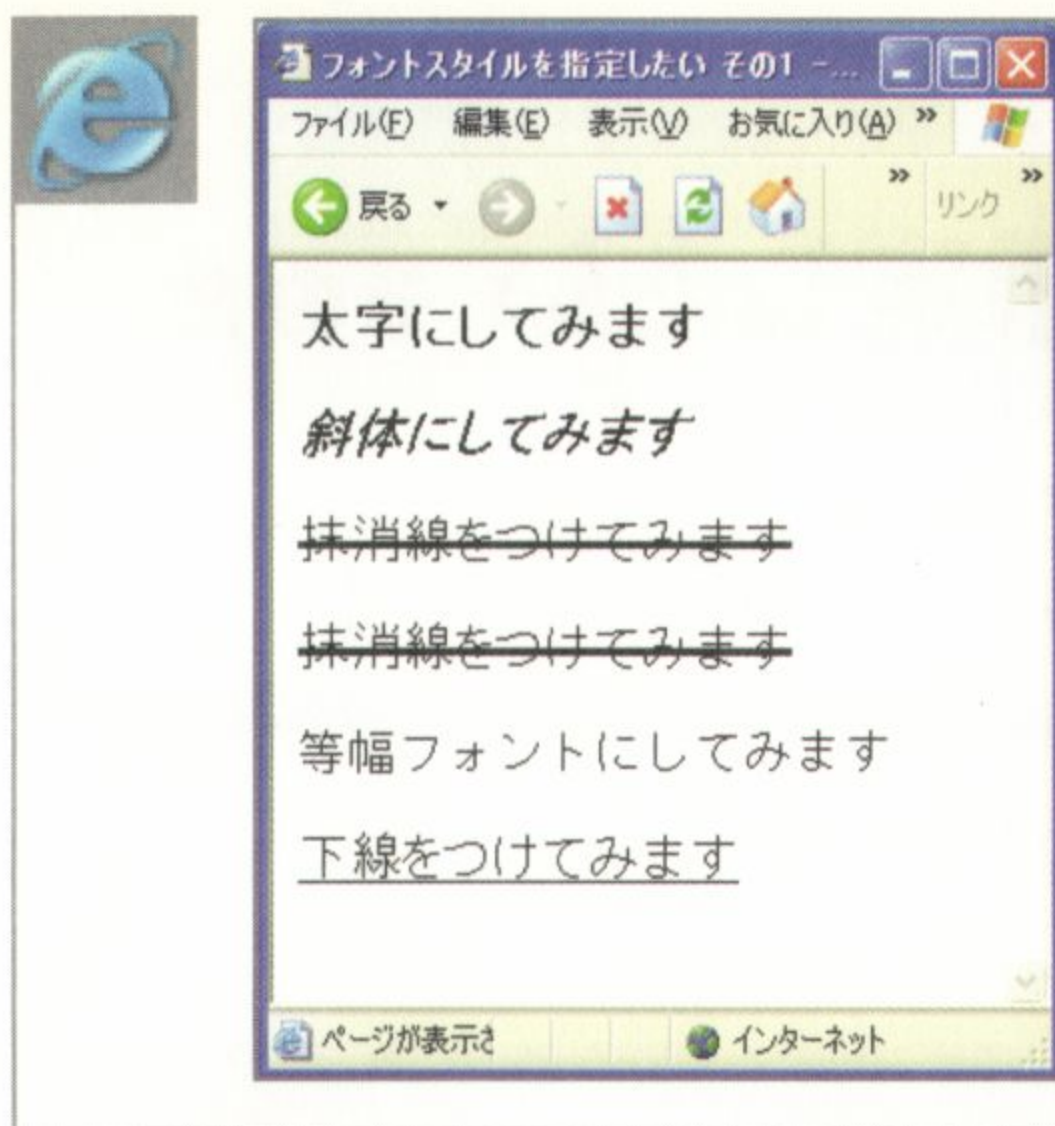 フォントスタイルを指定したい その1 -...
ファイル(F) 編集(E) 表示(V) お気に入り(A) »
戻る » リンク »
太字にしてみます
斜体にしてみます
抹消線をつけてみます
抹消線をつけてみます
等幅フォントにしてみます
下線をつけてみます
ページが表示さ インターネット